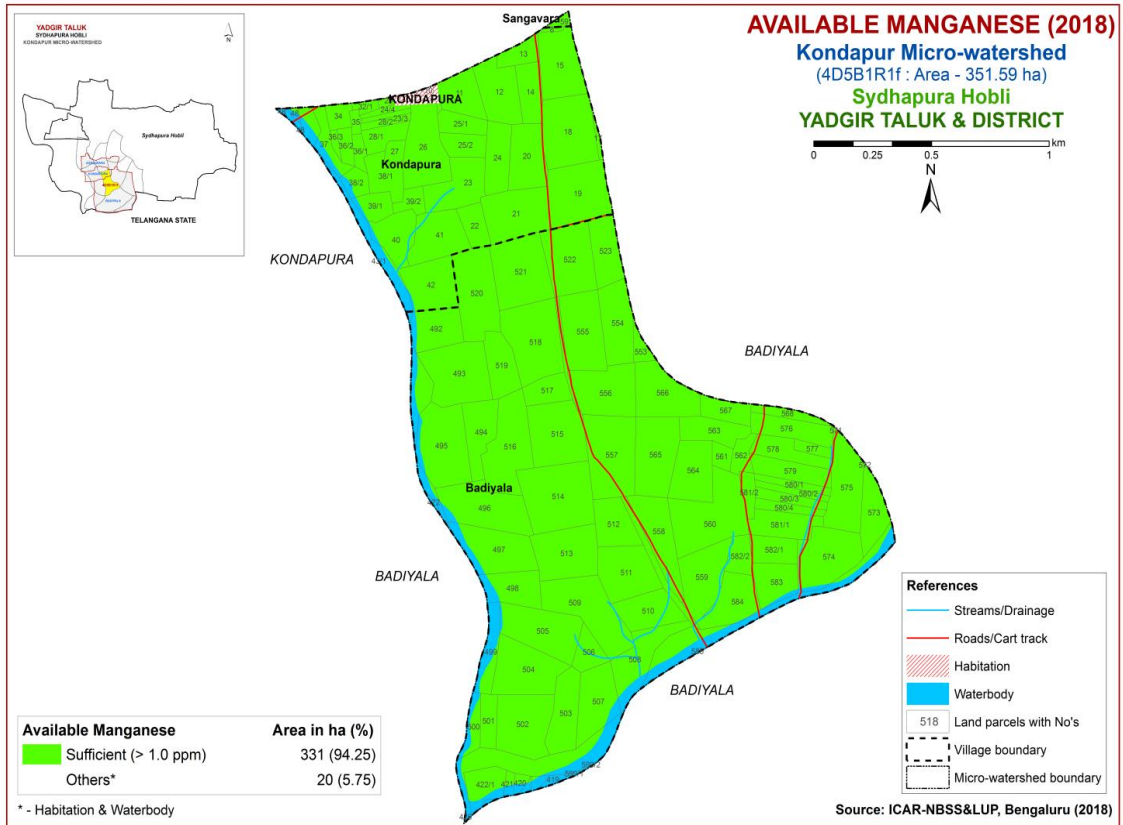 AVAILABLE MANGANESE (2018)
Kondapur Micro-watershed
(4D5B1R1f : Area - 351.59 ha)
Sydhapura Hobli
YADGIR TALUK & DISTRICT
0 0.25 0.5 1 km
N
YADGIR TALUK
SYDHAPURA HOBLI
KONDAPUR MICRO-WATERSHED
N
Sydhapura Hobli
TELANGANA STATE
Sangavara
KONDAPURA
Kondapura
KONDAPURA
BADIYALA
Badiyala
BADIYALA
BADIYALA
13
15
11 12 14
32/1
24/4
34 35 28/2 23/3
25/1 18
36/3 28/1
37 36/2 36/1 27 26 25/2
24 20
38/1
38/2 23
39/1 39/2 19
21
22
40 41
42
520 521 522 523
492 518 555 554
553
493 519
517 556 566
567 568
494 515 563 576
495 516 557 565 561 562 578 577
564 579
514 581/2 580/1 580/2 575
580/3
496 580/4 573
512 558 560 581/1
497 513 582/2 582/1 574
511 559 583
498 509 510 584
505
506 508
504
507
501 502 503
422/1 421 420 419
References
Streams/Drainage
Roads/Cart track
Habitation
Waterbody
518 Land parcels with No's
Village boundary
Micro-watershed boundary
Available Manganese Area in ha (%)
Sufficient (> 1.0 ppm) 331 (94.25)
Others* 20 (5.75)
* - Habitation & Waterbody
Source: ICAR-NBSS&LUP, Bengaluru (2018)